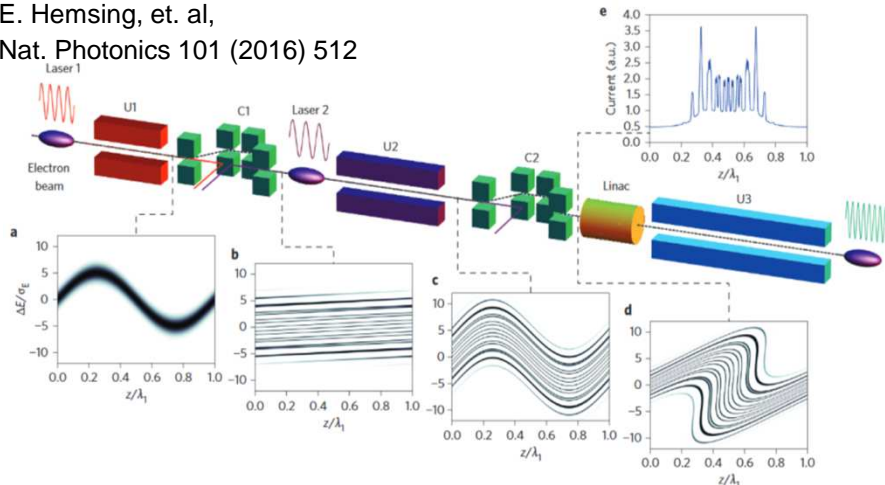 E. Hemsing, et. al,
Nat. Photonics 101 (2016) 512
Laser 1
U1
C1
Laser 2
U2
C2
Linac
U3
Electron
beam
a
10
5
0
−5
−10
ΔE/σE
0.0 0.2 0.4 0.6 0.8 1.0
z/λ1
b
10
5
0
−5
−10
0.0 0.2 0.4 0.6 0.8 1.0
z/λ1
c
10
5
0
−5
−10
0.0 0.2 0.4 0.6 0.8 1.0
z/λ1
d
10
5
0
−5
−10
0.0 0.2 0.4 0.6 0.8 1.0
z/λ1
e
4.0
3.5
3.0
2.5
2.0
1.5
1.0
0.5
0.0
Current (a.u.)
0.0 0.2 0.4 0.6 0.8 1.0
z/λ1